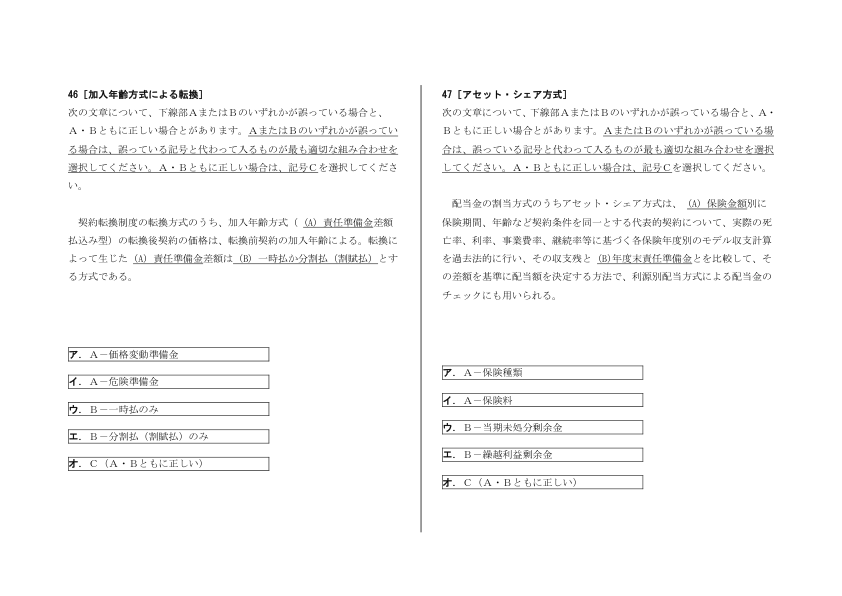 46［加入年齢方式による転換］
次の文章について、下線部ＡまたはＢのいずれかが誤っている場合と、
Ａ・Ｂともに正しい場合とがあります。ＡまたはＢのいずれかが誤ってい
る場合は、誤っている記号と代わって入るものが最も適切な組み合わせを
選択してください。Ａ・Ｂともに正しい場合は、記号Ｃを選択してくださ
い。
契約転換制度の転換方式のうち、加入年齢方式（ (A) 責任準備金差額
払込み型）の転換後契約の価格は、転換前契約の加入年齢による。転換に
よって生じた (A) 責任準備金差額は (B) 一時払か分割払（割賦払）とす
る方式である。
ア．Ａ－価格変動準備金
イ．Ａ－危険準備金
ウ．Ｂ－一時払のみ
エ．Ｂ－分割払（割賦払）のみ
オ．Ｃ（Ａ・Ｂともに正しい）
47［アセット・シェア方式］
次の文章について、下線部ＡまたはＢのいずれかが誤っている場合と、Ａ・
Ｂともに正しい場合とがあります。ＡまたはＢのいずれかが誤っている場
合は、誤っている記号と代わって入るものが最も適切な組み合わせを選択
してください。Ａ・Ｂともに正しい場合は、記号Ｃを選択してください。
配当金の割当方式のうちアセット・シェア方式は、 (A) 保険金額別に
保険期間、年齢など契約条件を同一とする代表的契約について、実際の死
亡率、利率、事業費率、継続率等に基づく各保険年度別のモデル収支計算
を過去法的に行い、その収支残と (B)年度末責任準備金とを比較して、そ
の差額を基準に配当額を決定する方法で、利源別配当方式による配当金の
チェックにも用いられる。
ア．Ａ－保険種類
イ．Ａ－保険料
ウ．Ｂ－当期未処分剰余金
エ．Ｂ－繰越利益剰余金
オ．Ｃ（Ａ・Ｂともに正しい）